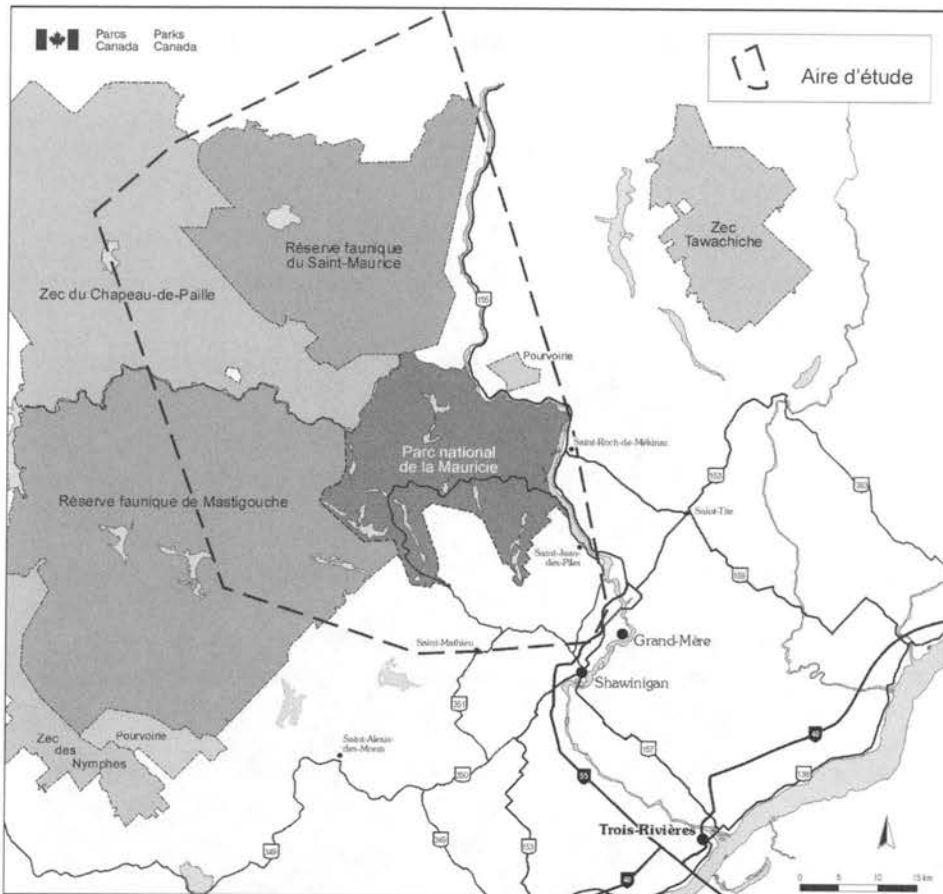 Parcs Parks
Canada Canada
Aire d'étude
Réserve faunique
du Saint-Maurice
Zec
Tawachiche
Zec du Chapeau-de-Paille
155
Pourvoirie
Parc national
de la Mauricie
Saint-Roch-de-Mékinac
153
Réserve faunique de Mastigouche
363
Saint-Tite
Saint-Jean-
des-Piles
159
Saint-Mathieu
Grand-Mère
Shawinigan
351
Pourvoirie
Zec
des
Nymphes
Saint-Alexis-
des-Monts
350
157
40
55
138
Trois-Rivières
349
153
40
0 5 10 15 km